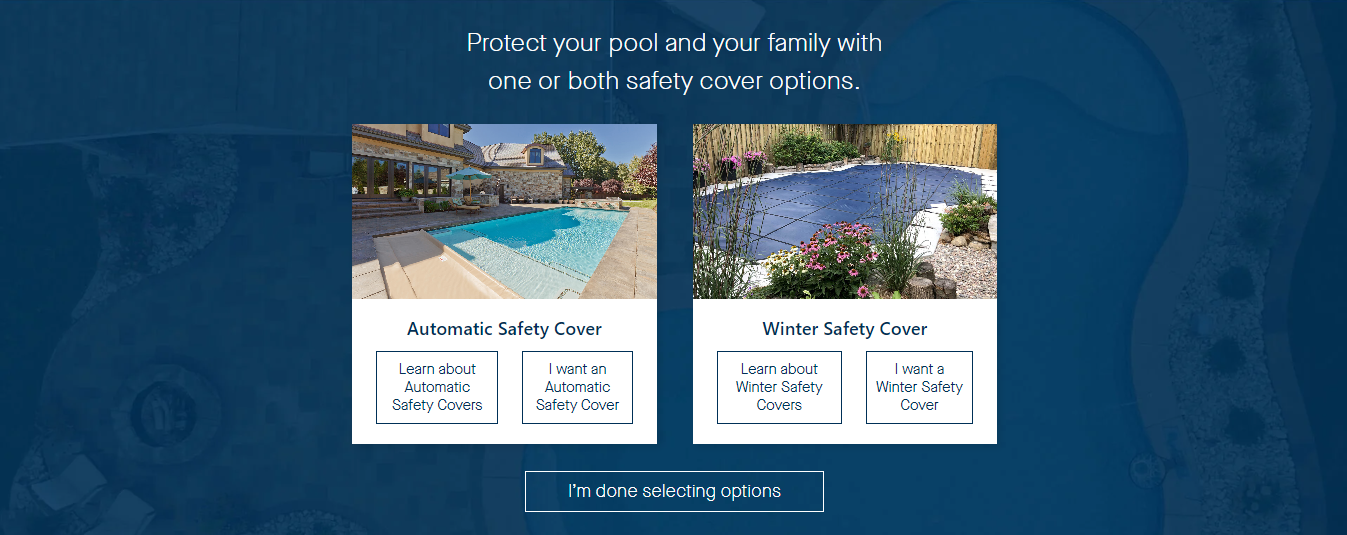 Protect your pool and your family with
one or both safety cover options.
Automatic Safety Cover
Learn about
Automatic
Safety Covers
I want an
Automatic
Safety Cover
Winter Safety Cover
Learn about
Winter Safety
Covers
I want a
Winter Safety
Cover
I'm done selecting options